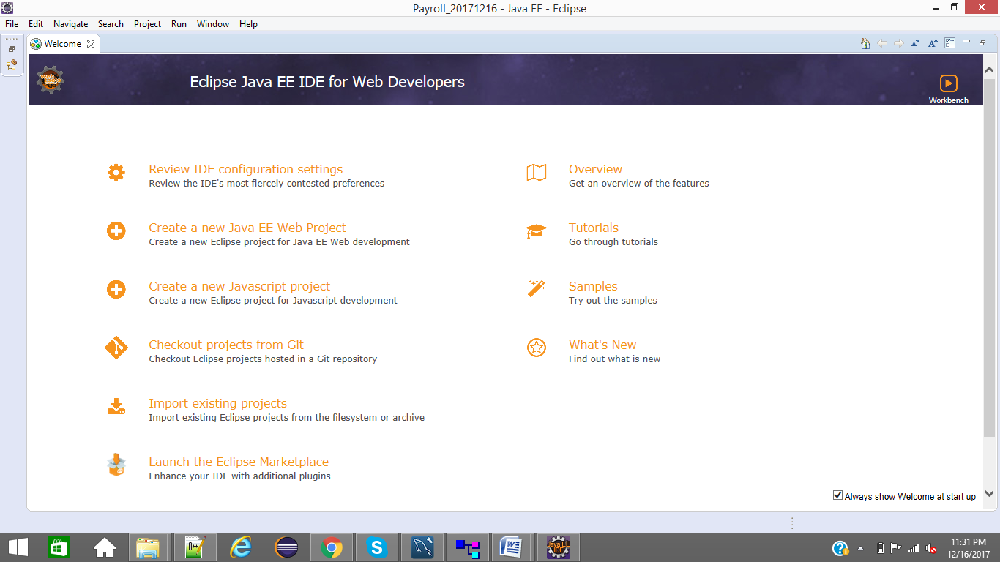 Payroll_20171216 - Java EE - Eclipse
File Edit Navigate Search Project Run Window Help
Welcome
Eclipse Java EE IDE for Web Developers
Workbench
Review IDE configuration settings
Review the IDE's most fiercely contested preferences
Create a new Java EE Web Project
Create a new Eclipse project for Java EE Web development
Create a new Javascript project
Create a new Eclipse project for Javascript development
Checkout projects from Git
Checkout Eclipse projects hosted in a Git repository
Import existing projects
Import existing Eclipse projects from the filesystem or archive
Launch the Eclipse Marketplace
Enhance your IDE with additional plugins
Overview
Get an overview of the features
Tutorials
Go through tutorials
Samples
Try out the samples
What's New
Find out what is new
Always show Welcome at start up
Java EE
IDE
11:31 PM
12/16/2017